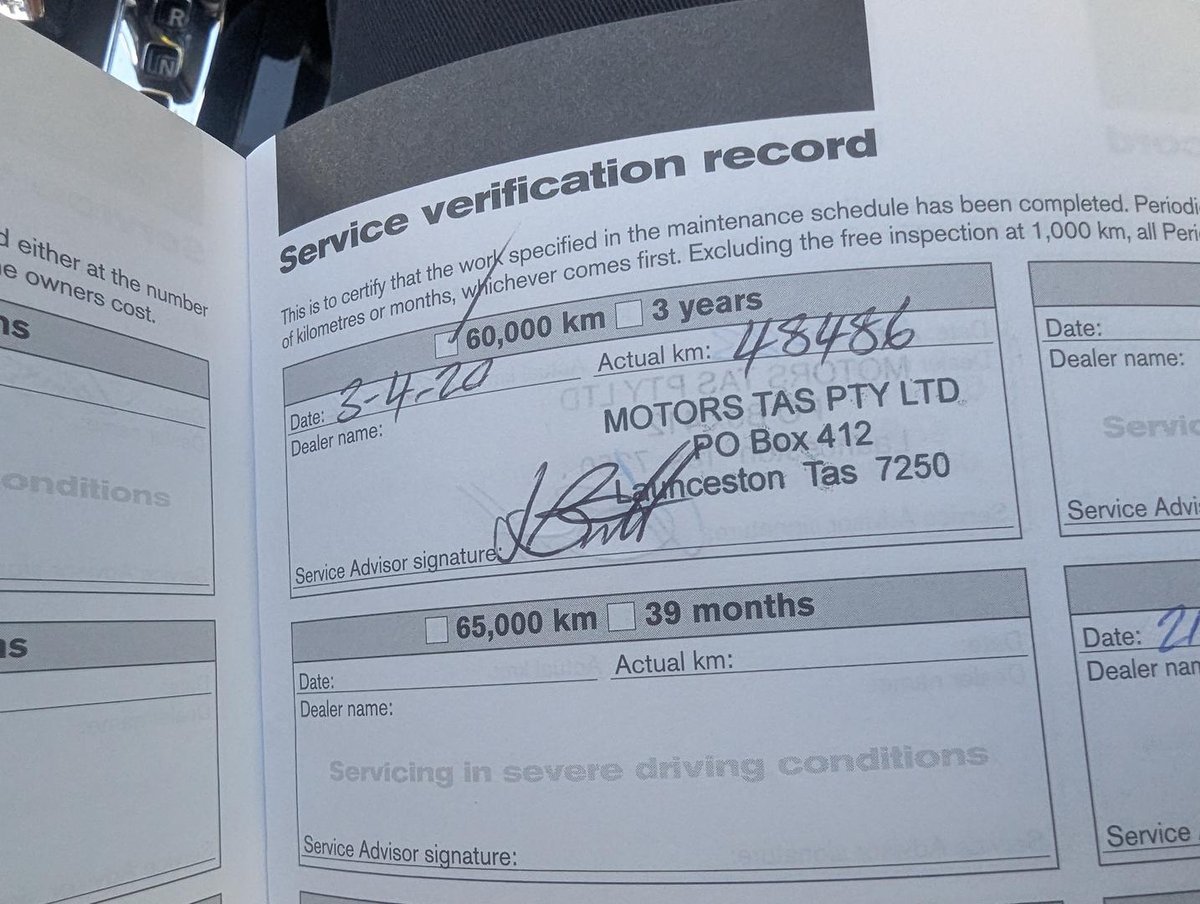 R
N
d either at the number
e owners cost.
ns
onditions
ns
Service verification record
This is to certify that the work specified in the maintenance schedule has been completed. Periodi
of kilometres or months, whichever comes first. Excluding the free inspection at 1,000 km, all Peri
60,000 km 3 years
Date: 3-4-20 Actual km: 48486
Dealer name:
MOTORS TAS PTY LTD
PO Box 412
Launceston Tas 7250
Service Advisor signature:
65,000 km 39 months
Date: Actual km:
Dealer name:
Servicing in severe driving conditions
Service Advisor signature:
Date:
Dealer name:
Servic
Service Advi
Date: 21
Dealer nam
Service